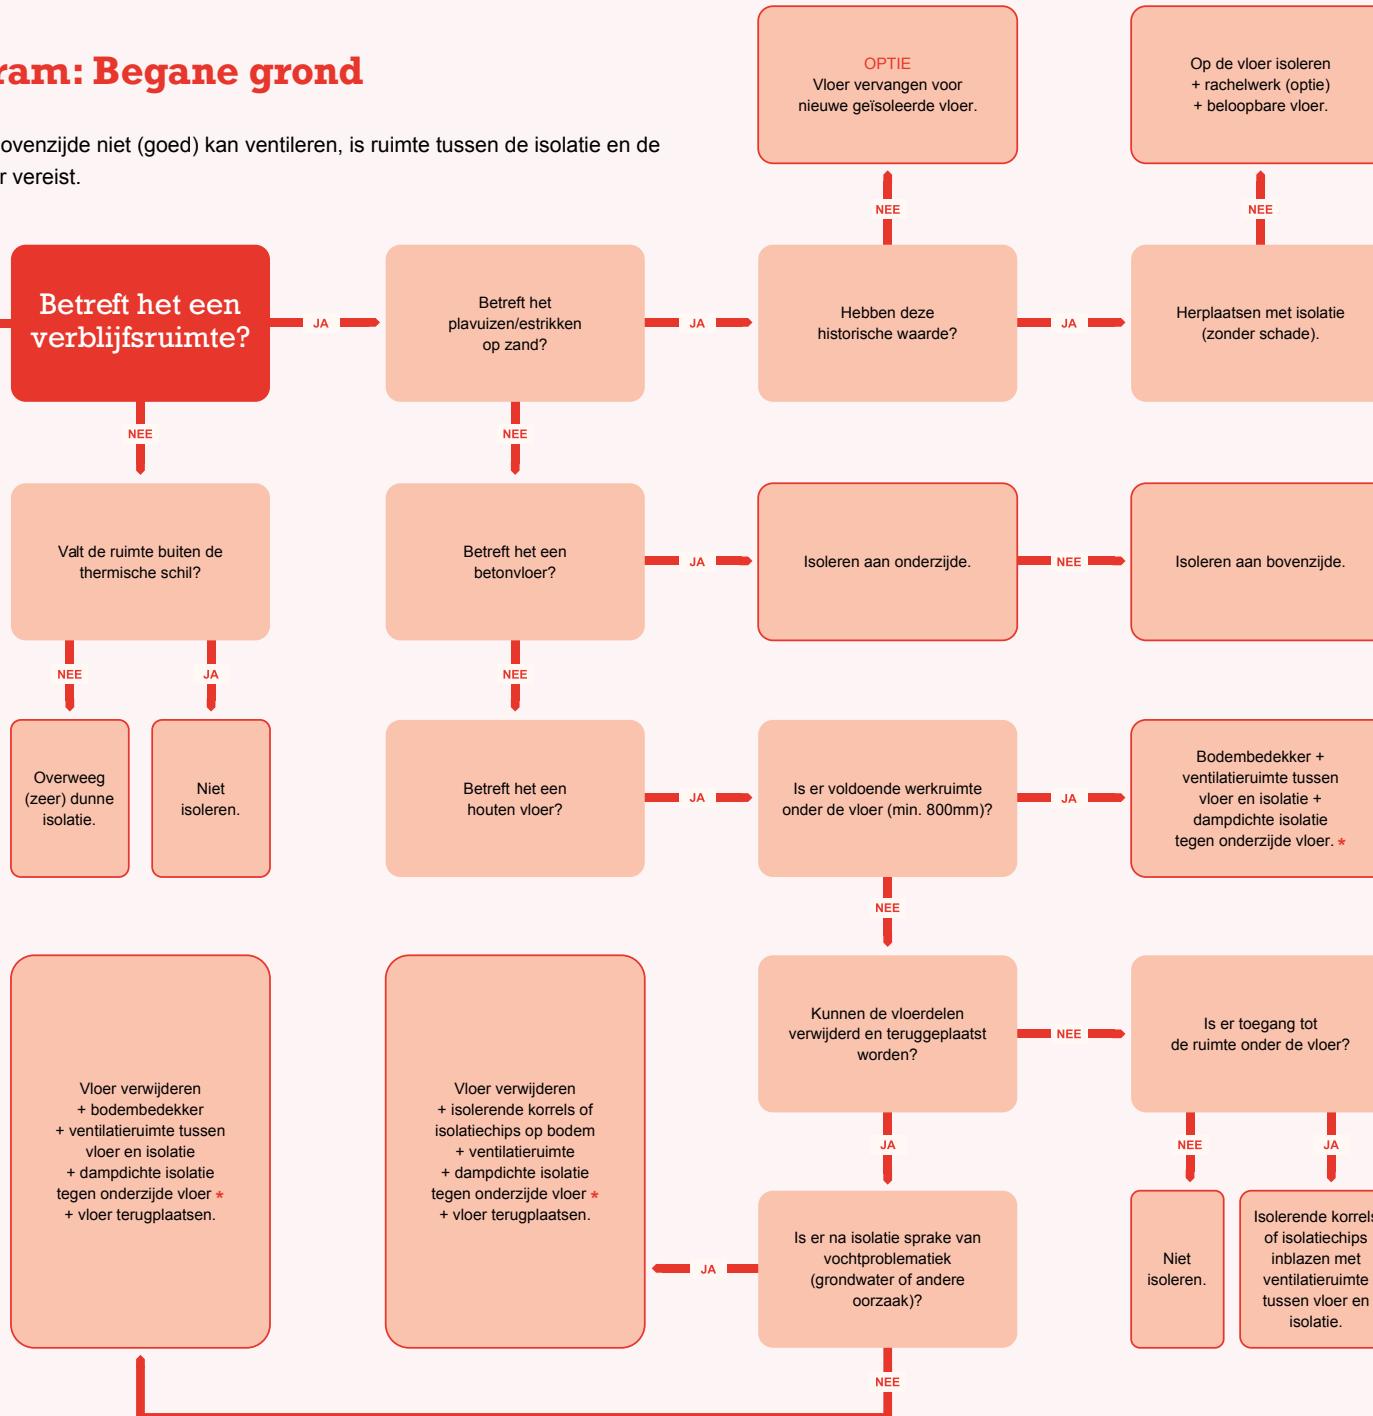 ram: Begane grond
ovenzijde niet (goed) kan ventileren, is ruimte tussen de isolatie en de
r vereist.
OPTIE
Vloer vervangen voor
nieuwe geïsoleerde vloer.
Op de vloer isoleren
+ rachelwerk (optie)
+ beloopbare vloer.
NEE
NEE
Betreft het een
verblijfsruimte?
JA
Betreft het
plavuizen/estrikken
op zand?
JA
Hebben deze
historische waarde?
JA
Herplaatsen met isolatie
(zonder schade).
NEE
NEE
Valt de ruimte buiten de
thermische schil?
Betreft het een
betonvloer?
JA
Isoleren aan onderzijde.
NEE
Isoleren aan bovenzijde.
NEE
JA
NEE
Overweeg
(zeer) dunne
isolatie.
Niet
isoleren.
Betreft het een
houten vloer?
JA
Is er voldoende werkruimte
onder de vloer (min. 800mm)?
JA
Bodembedekker +
ventilatieruimte tussen
vloer en isolatie +
dampdichte isolatie
tegen onderzijde vloer. *
NEE
Vloer verwijderen
+ bodembedekker
+ ventilatieruimte tussen
vloer en isolatie
+ dampdichte isolatie
tegen onderzijde vloer *
+ vloer terugplaatsen.
Vloer verwijderen
+ isolerende korrels of
isolatiechips op bodem
+ ventilatieruimte
+ dampdichte isolatie
tegen onderzijde vloer *
+ vloer terugplaatsen.
Kunnen de vloerdelen
verwijderd en teruggeplaatst
worden?
NEE
Is er toegang tot
de ruimte onder de vloer?
JA
NEE
JA
Is er na isolatie sprake van
vochtproblematiek
(grondwater of andere
oorzaak)?
JA
Niet
isoleren.
Isolerende korrels
of isolatiechips
inblazen met
ventilatieruimte
tussen vloer en
isolatie.
NEE